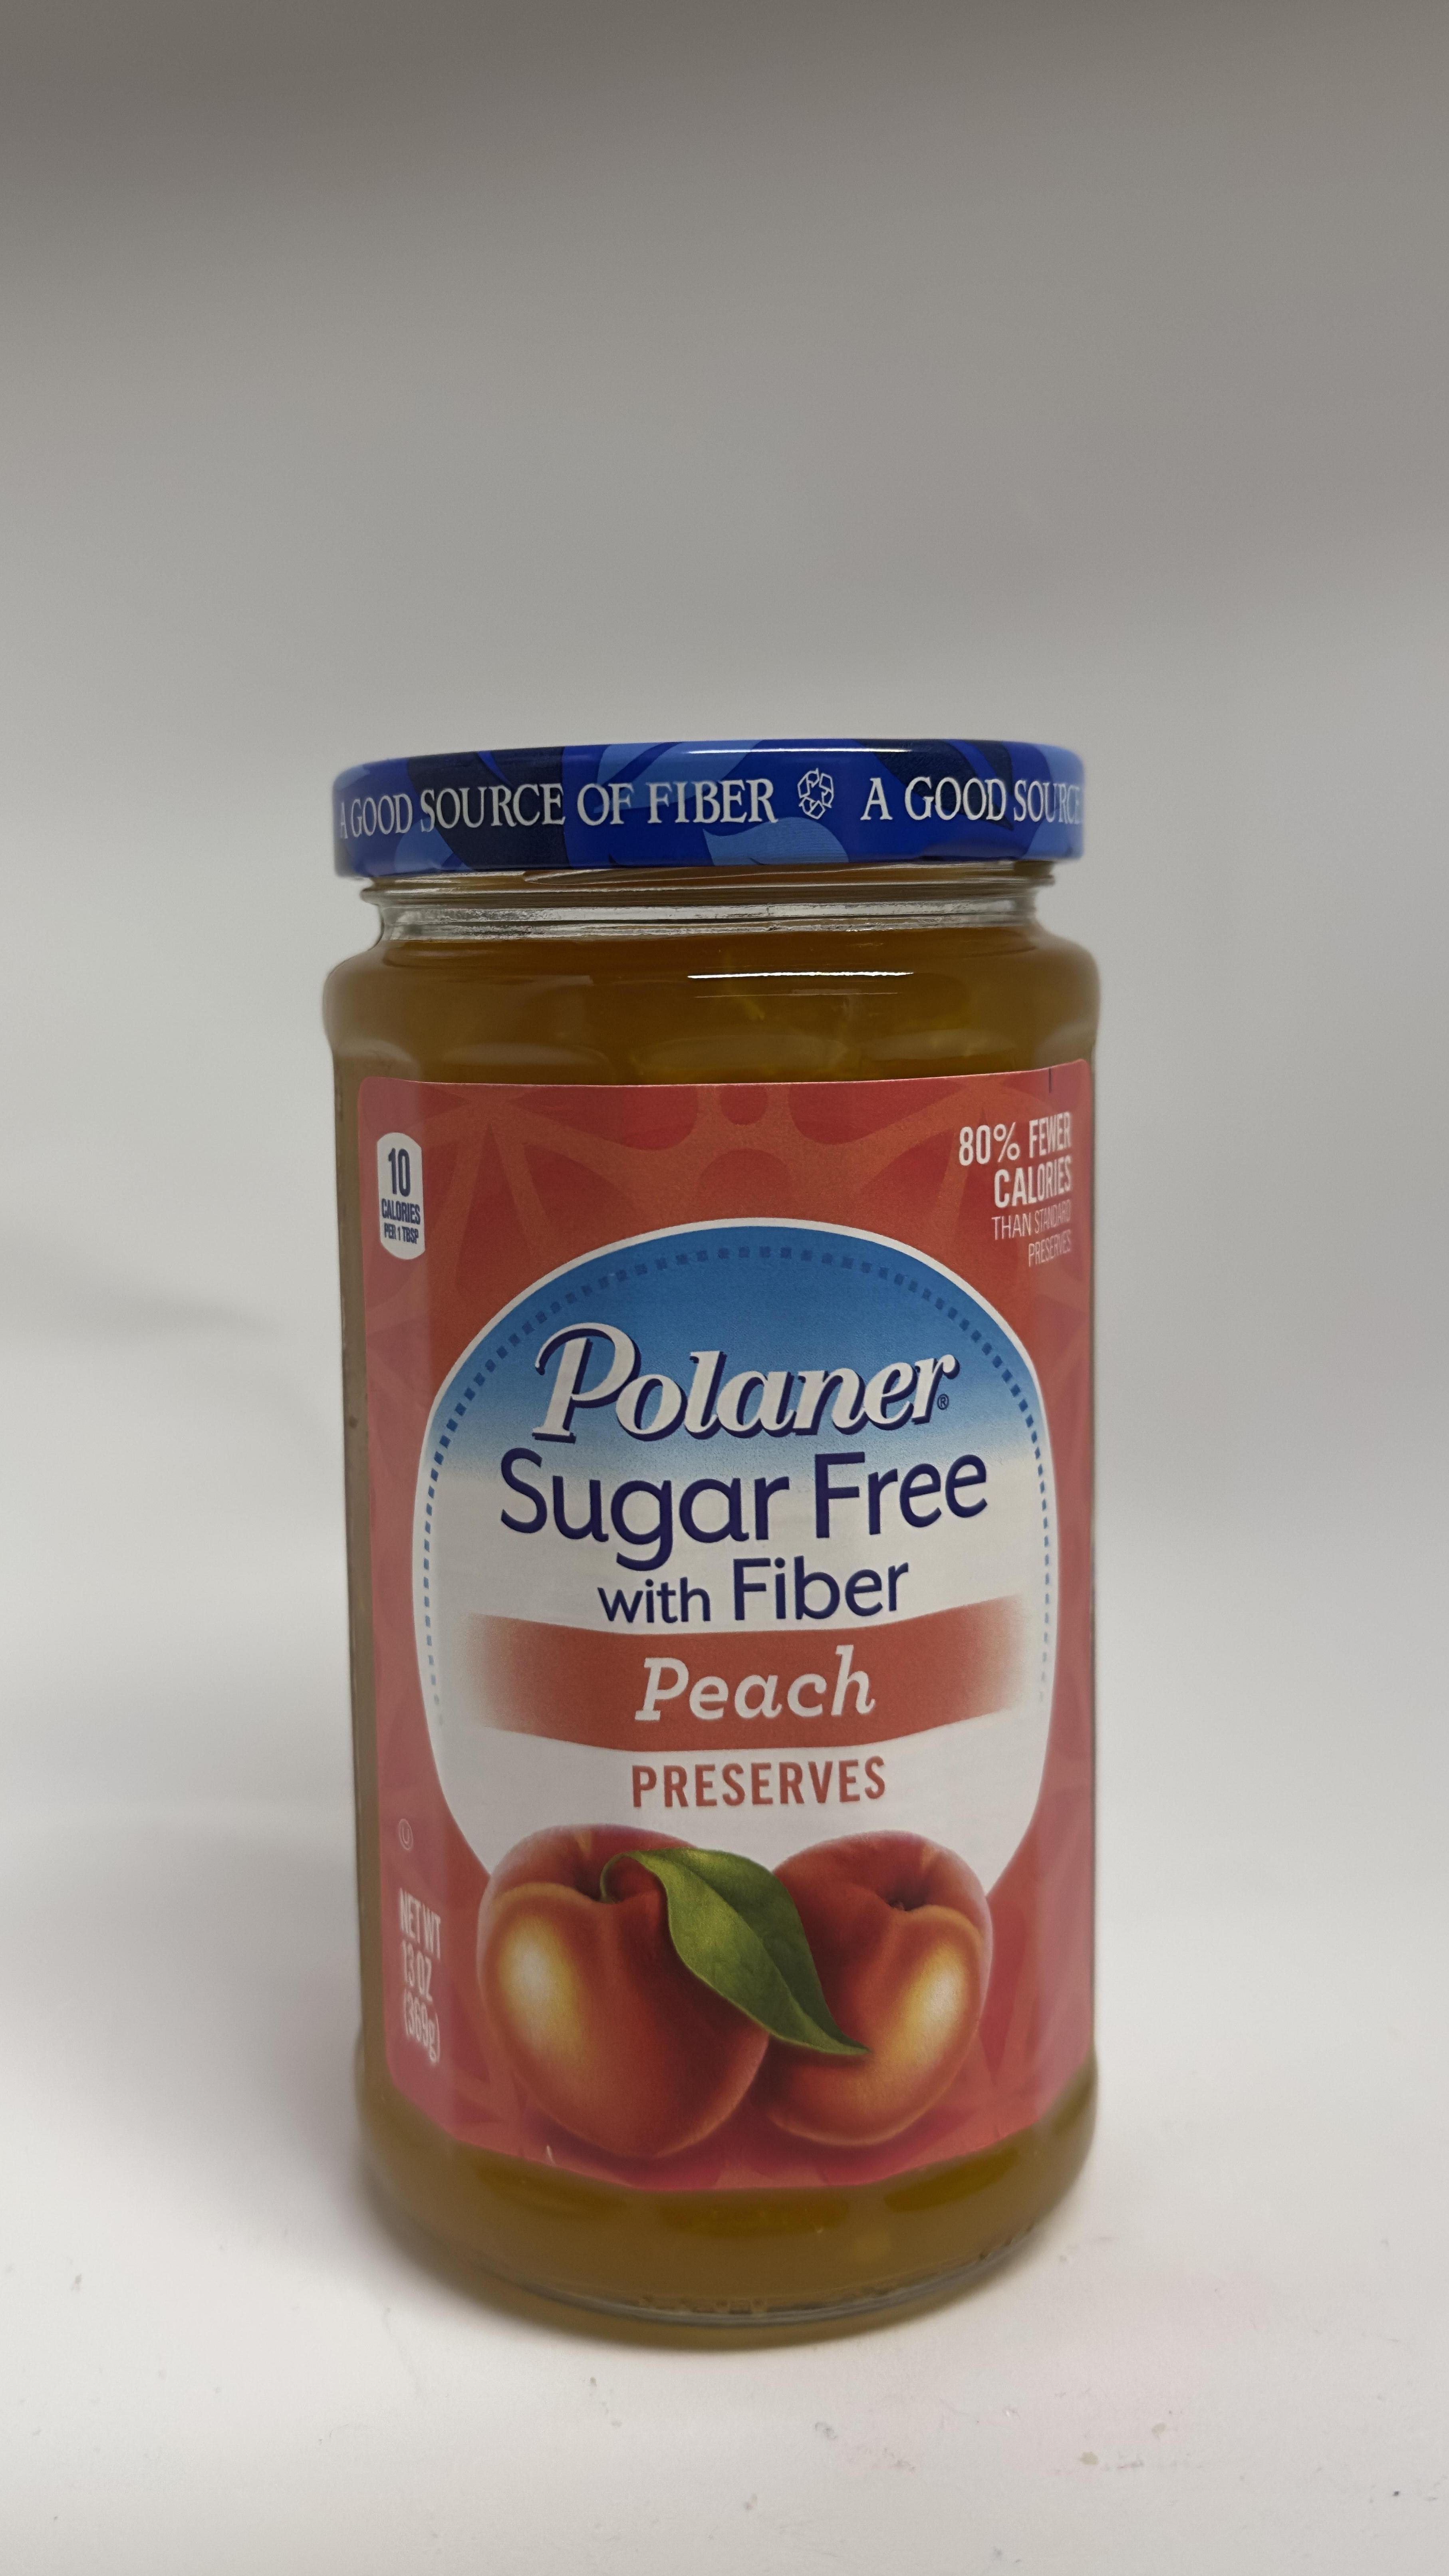 A GOOD SOURCE OF FIBER A GOOD SOURCE
10
CALORIES
PER 1 TBSP
80% FEWER
CALORIES
THAN STANDARD
PRESERVES
Polaner®
Sugar Free
with Fiber
Peach
PRESERVES
U
NET WT
13 OZ
(369g)